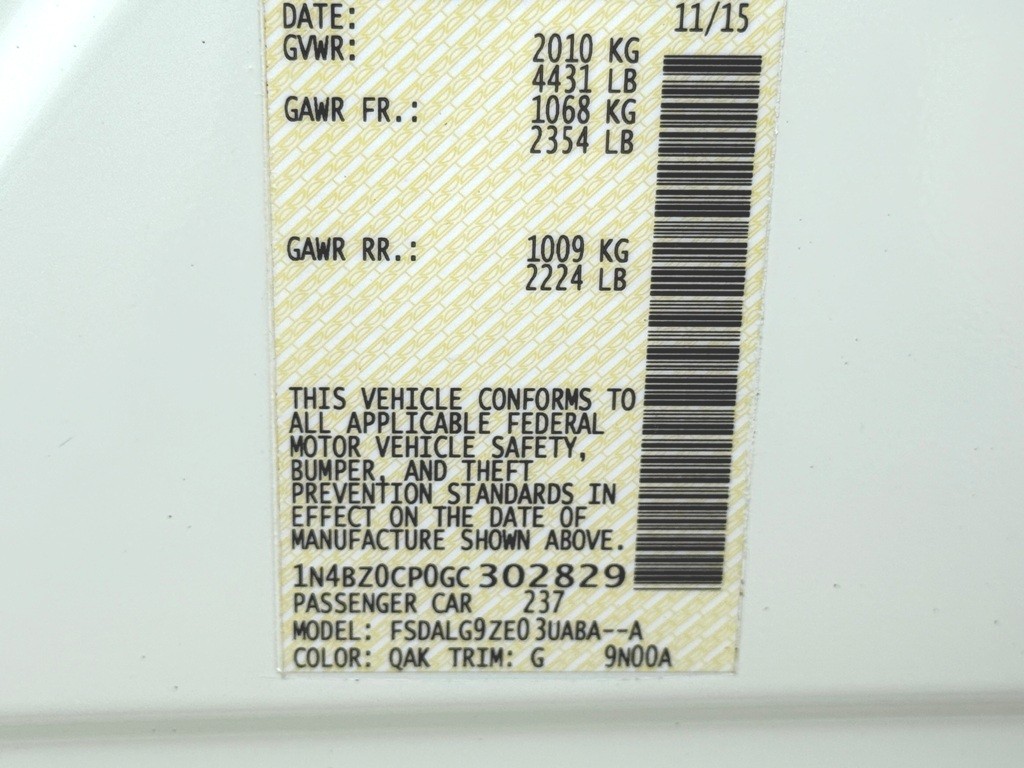 DATE: 11/15
GVWR: 2010 KG
4431 LB
GAWR FR.: 1068 KG
2354 LB
GAWR RR.: 1009 KG
2224 LB
THIS VEHICLE CONFORMS TO
ALL APPLICABLE FEDERAL
MOTOR VEHICLE SAFETY,
BUMPER, AND THEFT
PREVENTION STANDARDS IN
EFFECT ON THE DATE OF
MANUFACTURE SHOWN ABOVE.
1N4BZ0CP0GC 302829
PASSENGER CAR 237
MODEL: FSDALG9ZE03UABA--A
COLOR: QAK TRIM: G 9N00A